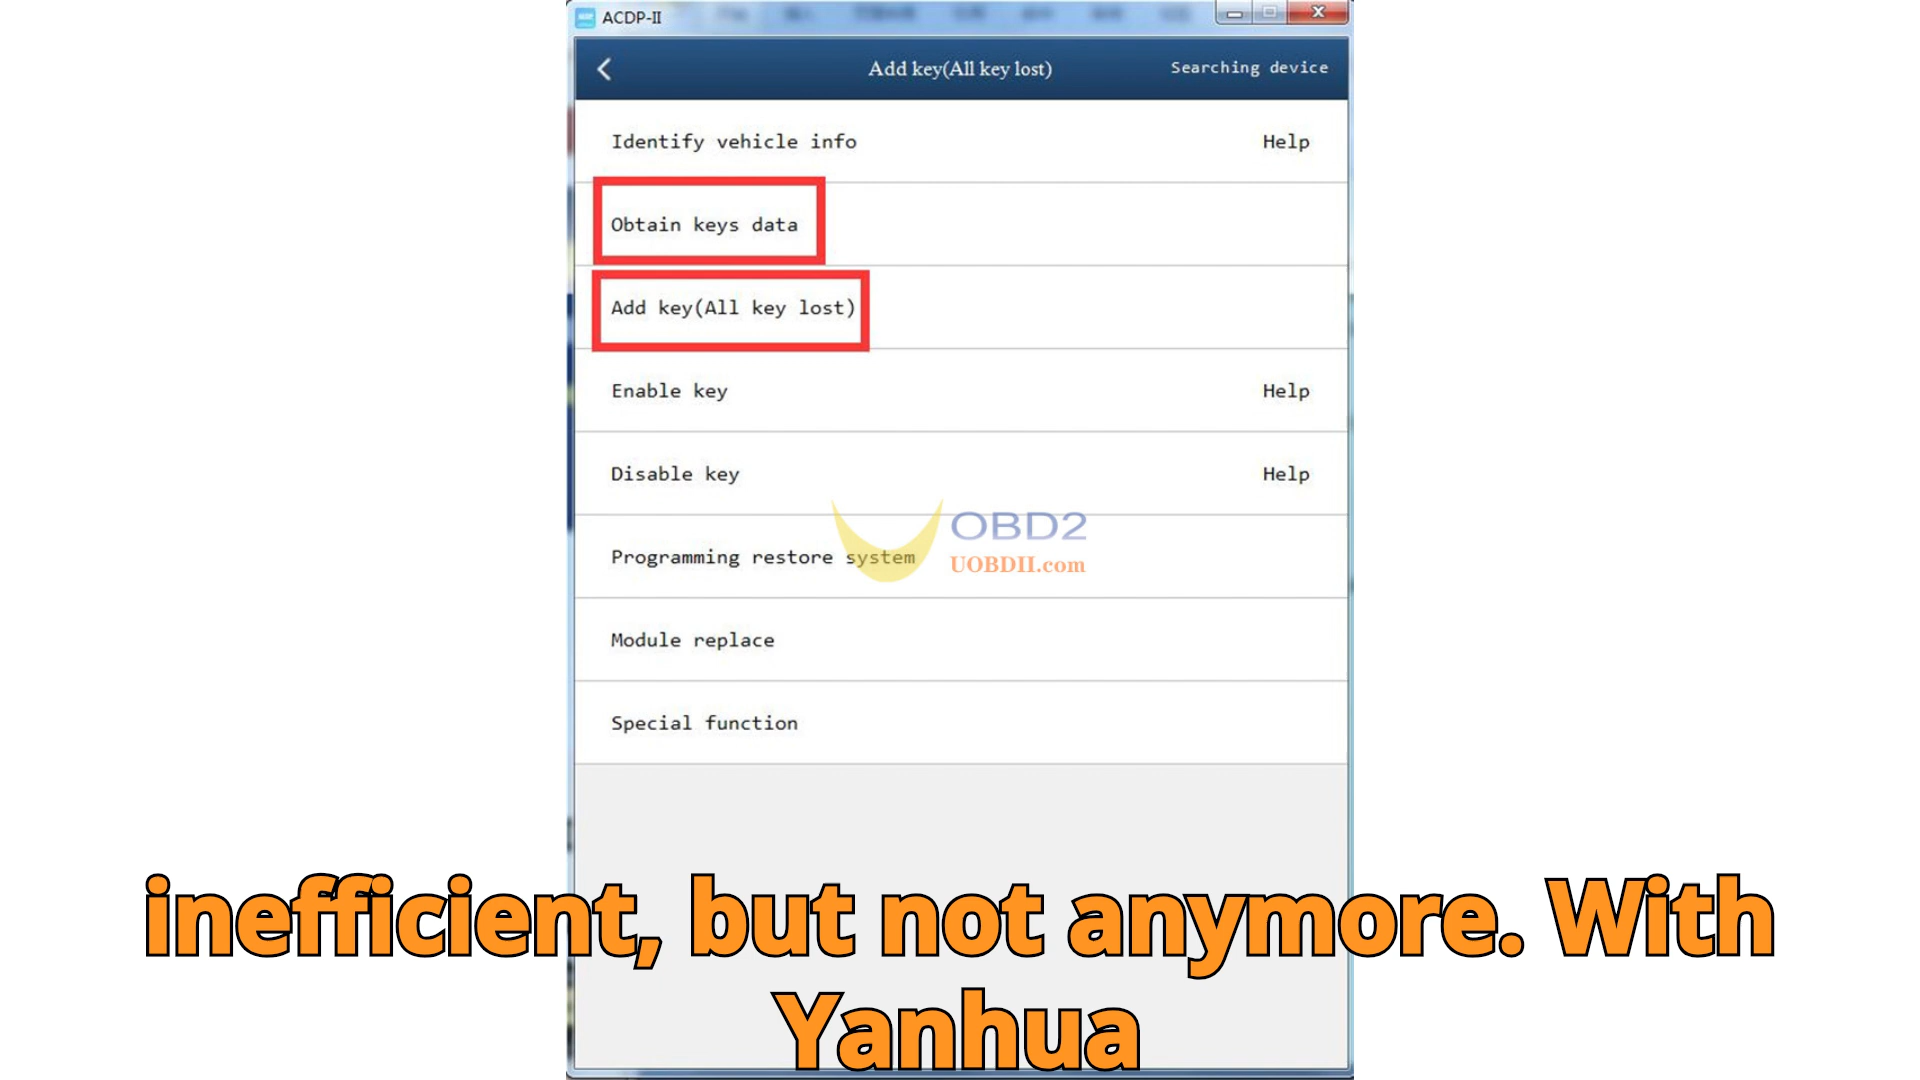 ACDP-II
Add key(All key lost)
Searching device
Identify vehicle info
Help
Obtain keys data
Add key(All key lost)
Enable key
Help
Disable key
Help
OBD2
Programming restore system
UOBDII.com
Module replace
Special function
inefficient, but not anymore. With
Yanhua